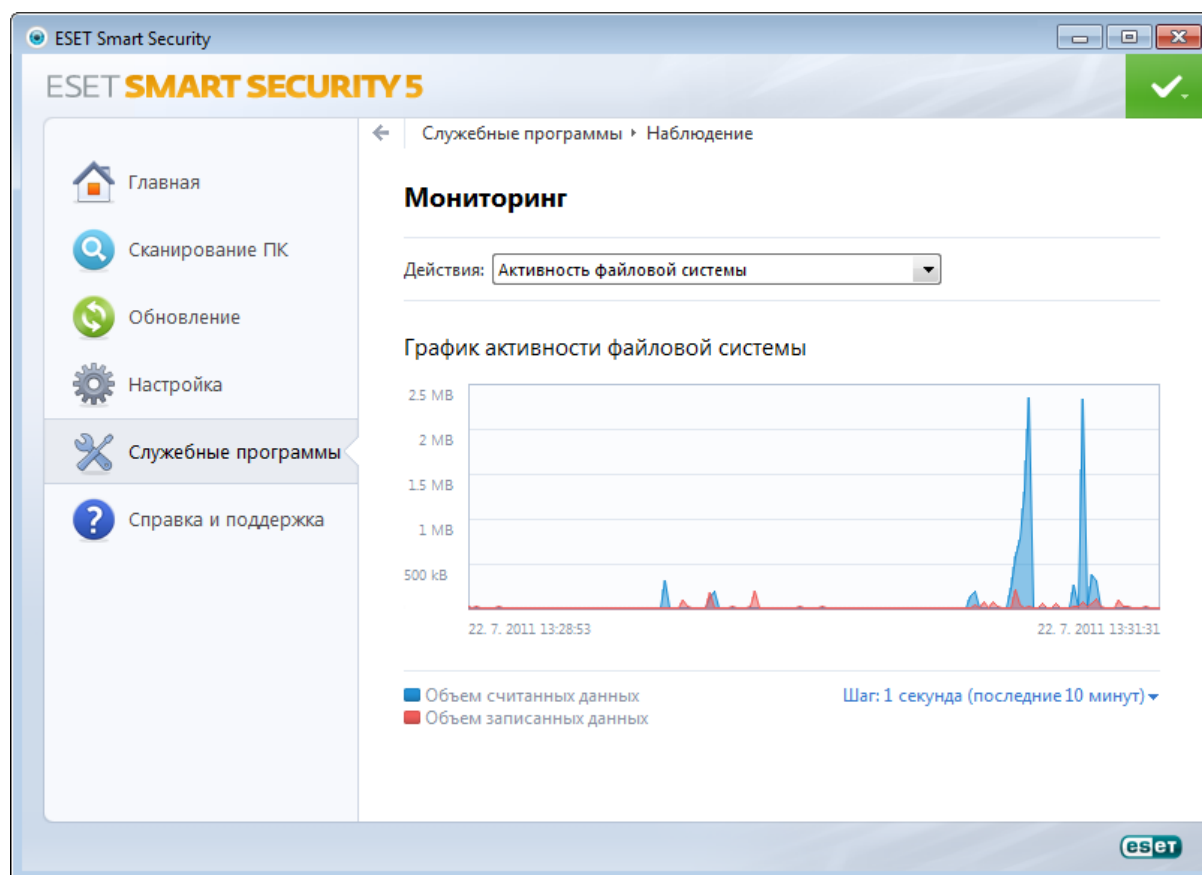 ESET Smart Security
ESET SMART SECURITY 5
Служебные программы Наблюдение
Главная
Сканирование ПК
Обновление
Настройка
Служебные программы
Справка и поддержка
Мониторинг
Действия: Активность файловой системы
График активности файловой системы
2.5 MB
2 MB
1.5 MB
1 MB
500 kB
22. 7. 2011 13:28:53
22. 7. 2011 13:31:31
Объем считанных данных
Объем записанных данных
Шаг: 1 секунда (последние 10 минут)
eset